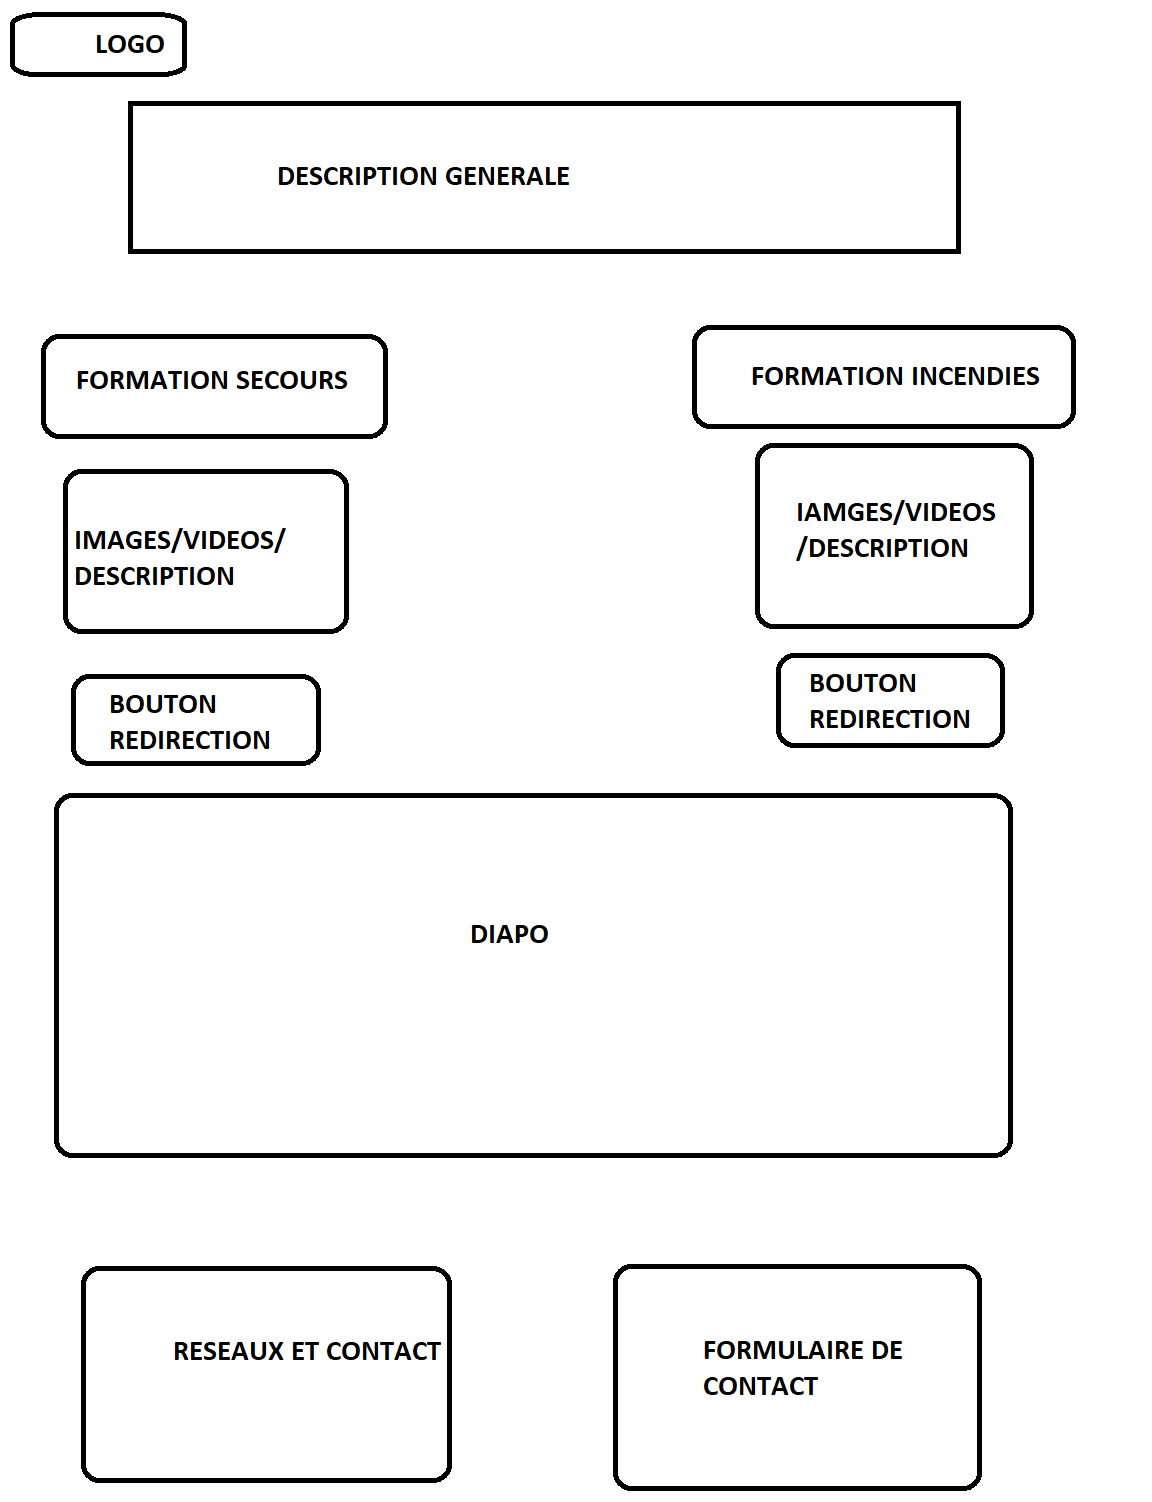 LOGO
DESCRIPTION GENERALE
FORMATION SECOURS
FORMATION INCENDIES
IMAGES/VIDEOS/
DESCRIPTION
IAMGES/VIDEOS
/DESCRIPTION
BOUTON
REDIRECTION
BOUTON
REDIRECTION
DIAPO
RESEAUX ET CONTACT
FORMULAIRE DE
CONTACT